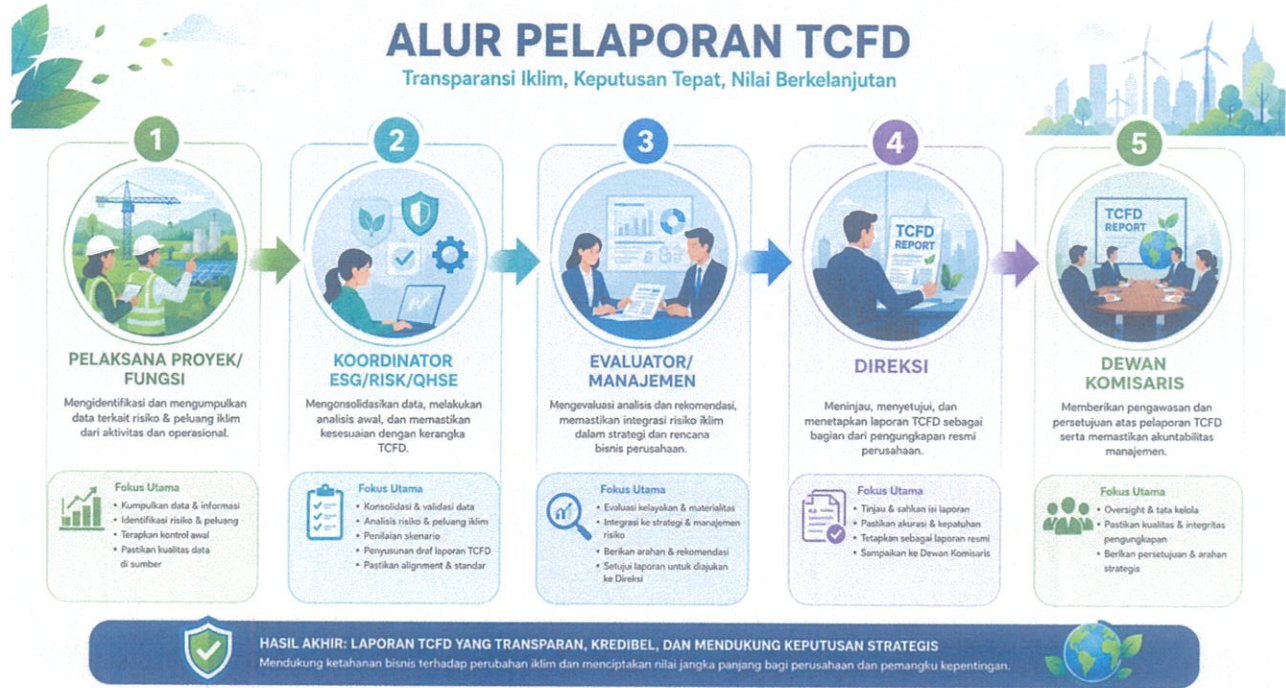 ALUR PELAPORAN TCFD
Transparansi Iklim, Keputusan Tepat, Nilai Berkelanjutan
1
PELAKSANA PROYEK/
FUNGSI
Mengidentifikasi dan mengumpulkan
data terkait risiko & peluang iklim
dari aktivitas dan operasional.
Fokus Utama
• Kumpulkan data & informasi
• Identifikasi risiko & peluang
• Terapkan kontrol awal
• Pastikan kualitas data
di sumber
2
KOORDINATOR
ESG/RISK/QHSE
Mengonsolidasikan data, melakukan
analisis awal, dan memastikan
kesesuaian dengan kerangka
TCFD.
Fokus Utama
• Konsolidasi & validasi data
• Analisis risiko & peluang iklim
• Penilaian skenario
• Penyusunan draf laporan TCFD
• Pastikan alignment & standar
3
EVALUATOR/
MANAJEMEN
Mengevaluasi analisis dan rekomendasi,
memastikan integrasi risiko iklim
dalam strategi dan rencana
bisnis perusahaan.
Fokus Utama
• Evaluasi kelayakan & materialitas
• Integrasi ke strategi & manajemen
risiko
• Berikan arahan & rekomendasi
• Setujui laporan untuk diajukan
ke Direksi
4
TCFD
REPORT
DIREKSI
Meninjau, menyetujui, dan
menetapkan laporan TCFD sebagai
bagian dari pengungkapan resmi
perusahaan.
Fokus Utama
• Tinjau & sahkan isi laporan
• Pastikan akurasi & kepatuhan
• Tetapkan sebagai laporan resmi
• Sampaikan ke Dewan Komisaris
5
TCFD
REPORT
DEWAN
KOMISARIS
Memberikan pengawasan dan
persetujuan atas pelaporan TCFD
serta memastikan akuntabilitas
manajemen.
Fokus Utama
• Oversight & tata kelola
• Pastikan kualitas & integritas
pengungkapan
• Berikan persetujuan & arahan
strategis
HASIL AKHIR: LAPORAN TCFD YANG TRANSPARAN, KREDIBEL, DAN MENDUKUNG KEPUTUSAN STRATEGIS
Mendukung ketahanan bisnis terhadap perubahan iklim dan menciptakan nilai jangka panjang bagi perusahaan dan pemangku kepentingan.